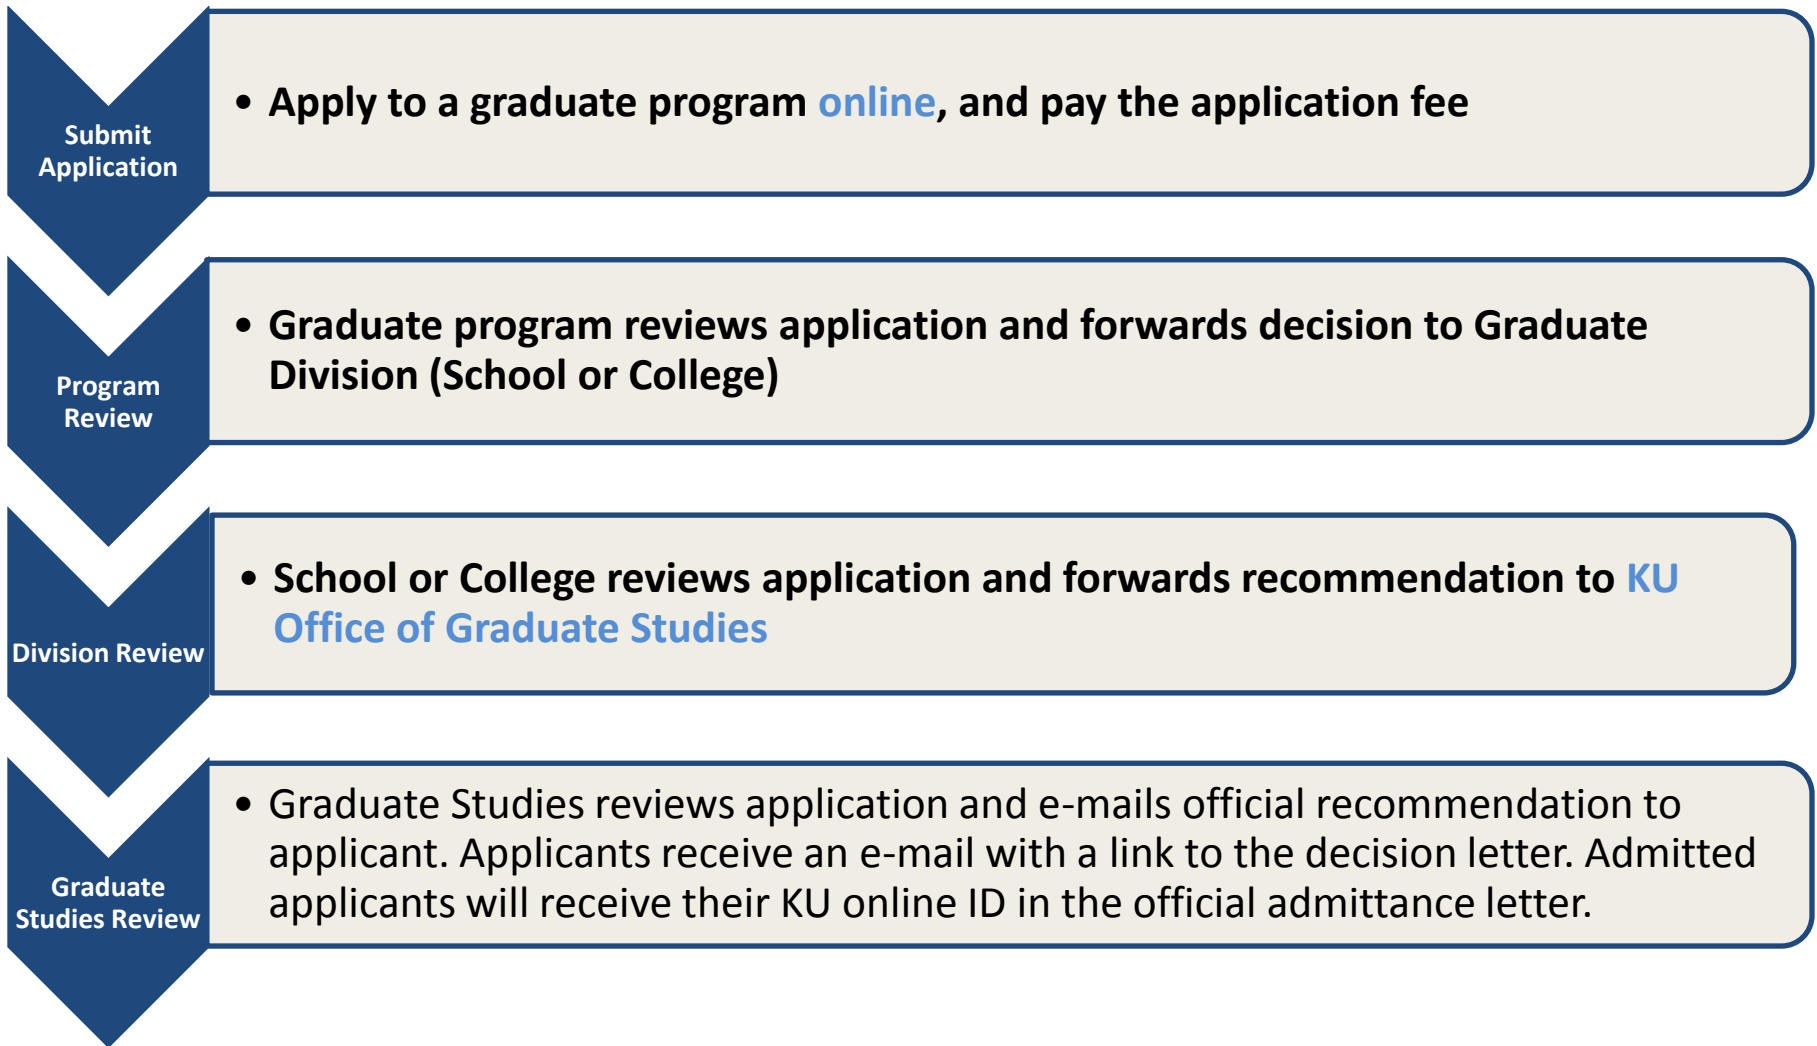 Submit
Application
• Apply to a graduate program online, and pay the application fee
Program
Review
• Graduate program reviews application and forwards decision to Graduate
Division (School or College)
Division Review
• School or College reviews application and forwards recommendation to KU
Office of Graduate Studies
Graduate
Studies Review
• Graduate Studies reviews application and e-mails official recommendation to
applicant. Applicants receive an e-mail with a link to the decision letter. Admitted
applicants will receive their KU online ID in the official admittance letter.